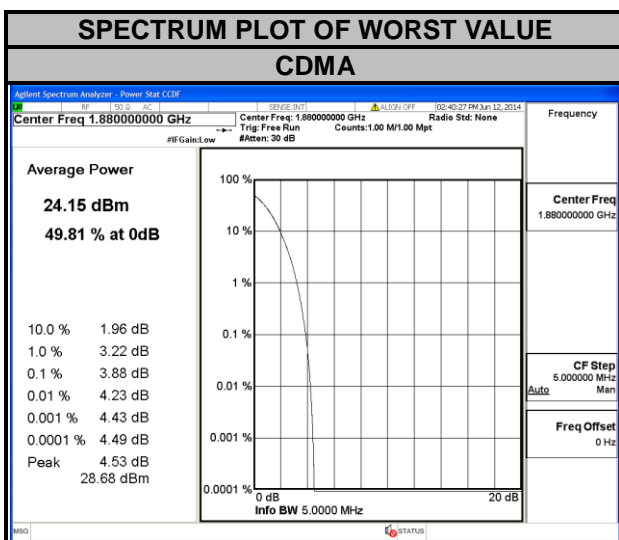 SPECTRUM PLOT OF WORST VALUE
CDMA
Agilent Spectrum Analyzer - Power Stat CCDF
RF 50 Ω AC SENSE:INT ALIGN OFF 02:40:27 PM Jun 12, 2014
Center Freq 1.880000000 GHz
Center Freq: 1.880000000 GHz Radio Std: None
Trig: Free Run Counts:1.00 M/1.00 Mpt
#IFGain:Low #Atten: 30 dB
Frequency
Average Power
24.15 dBm
49.81 % at 0dB
10.0 % 1.96 dB
1.0 % 3.22 dB
0.1 % 3.88 dB
0.01 % 4.23 dB
0.001 % 4.43 dB
0.0001 % 4.49 dB
Peak 4.53 dB
28.68 dBm
100 %
10 %
1 %
0.1 %
0.01 %
0.001 %
0.0001 %
0 dB 20 dB
Info BW 5.0000 MHz
Center Freq
1.880000000 GHz
CF Step
5.000000 MHz
Auto Man
Freq Offset
0 Hz
MSG STATUS